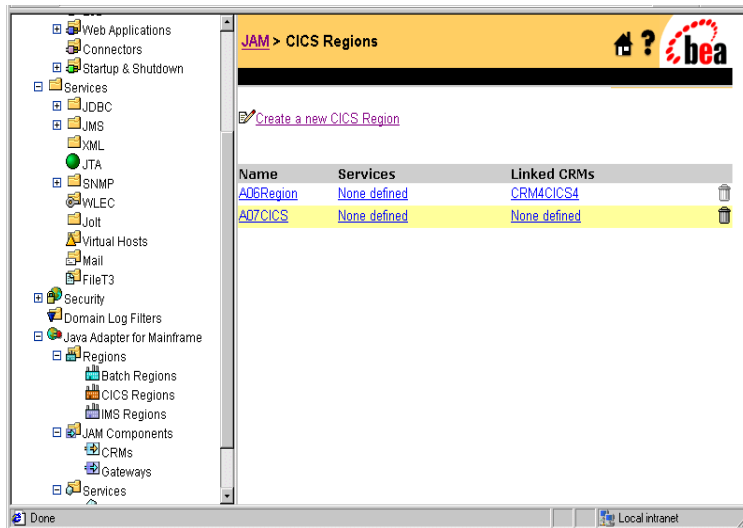 Web Applications
Connectors
Startup & Shutdown
Services
JDBC
JMS
XML
JTA
SNMP
WLEC
Jolt
Virtual Hosts
Mail
FileT3
Security
Domain Log Filters
Java Adapter for Mainframe
Regions
Batch Regions
CICS Regions
IMS Regions
JAM Components
CRMs
Gateways
Services
JAM > CICS Regions
?
bea
Create a new CICS Region
Name Services Linked CRMs
A06Region None defined CRM4CICS4
A07CICS None defined None defined
Done Local intranet